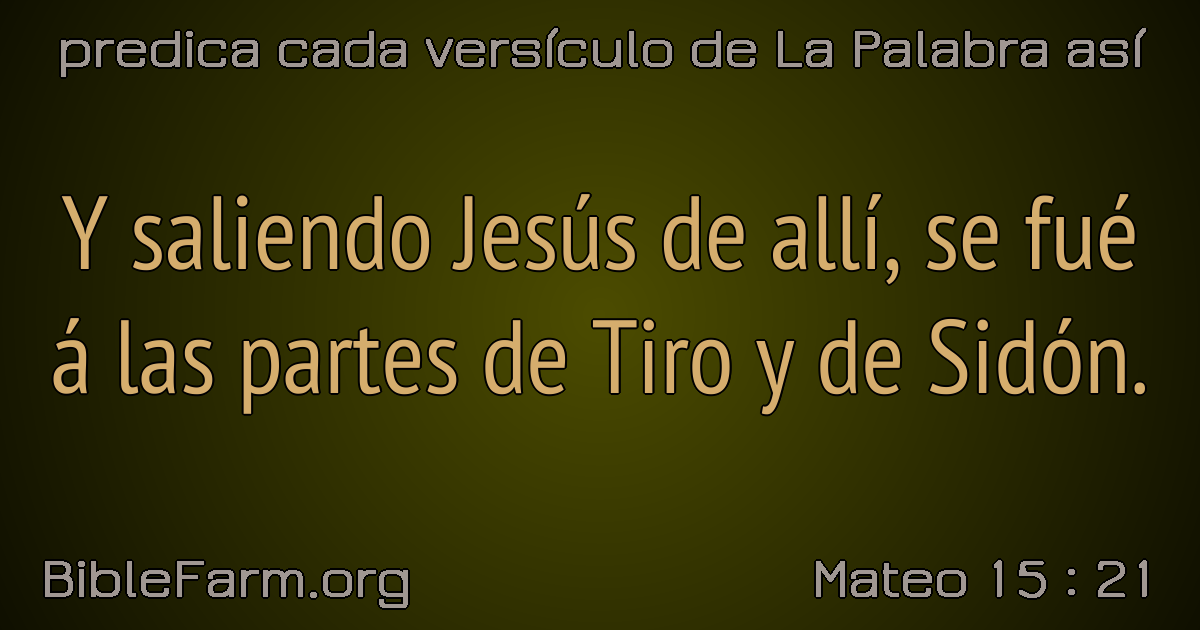 predica cada versículo de La Palabra así
Y saliendo Jesús de allí, se fué
á las partes de Tiro y de Sidón.
BibleFarm.org
Mateo 15 : 21